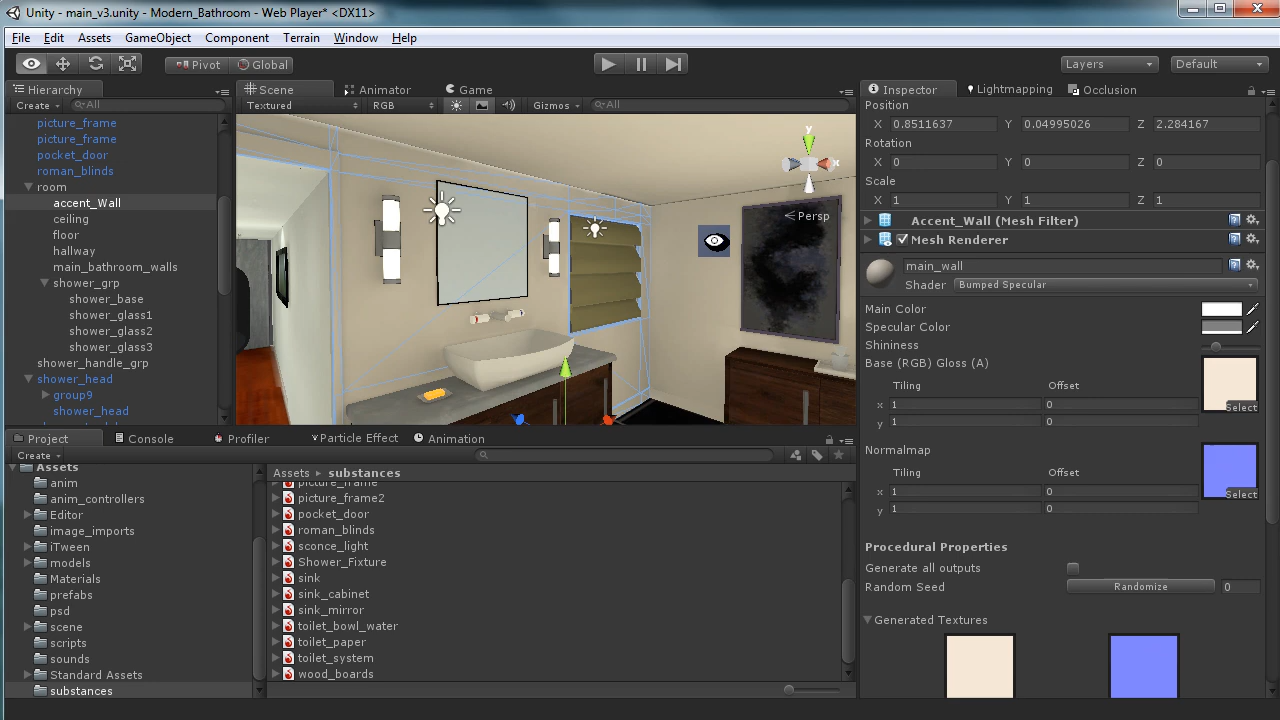 Unity - main_v3.unity - Modern_Bathroom - Web Player* <DX11>
File Edit Assets GameObject Component Terrain Window Help
Pivot Global Layers Default
Hierarchy
Create All
picture_frame
picture_frame
pocket_door
roman_blinds
room
accent_Wall
ceiling
floor
hallway
main_bathroom_walls
shower_grp
shower_base
shower_glass1
shower_glass2
shower_glass3
shower_handle_grp
shower_head
group9
shower_head
Scene Animator Game
Textured RGB Gizmos All
y
x
Persp
Inspector Lightmapping Occlusion
Position
X 0.8511637 Y 0.04995026 Z 2.284167
Rotation
X 0 Y 0 Z 0
Scale
X 1 Y 1 Z 1
Accent_Wall (Mesh Filter)
Mesh Renderer
main_wall
Shader Bumped Specular
Main Color
Specular Color
Shininess
Base (RGB) Gloss (A)
Tiling Offset
x 1 0
y 1 0
Select
Normalmap
Tiling Offset
x 1 0
y 1 0
Select
Procedural Properties
Generate all outputs
Random Seed Randomize 0
Generated Textures
Project Console Profiler Particle Effect Animation
Create
Assets
anim
anim_controllers
Editor
image_imports
iTween
models
Materials
prefabs
psd
scene
scripts
sounds
Standard Assets
substances
Assets substances
picture_frame
picture_frame2
pocket_door
roman_blinds
sconce_light
Shower_Fixture
sink
sink_cabinet
sink_mirror
toilet_bowl_water
toilet_paper
toilet_system
wood_boards